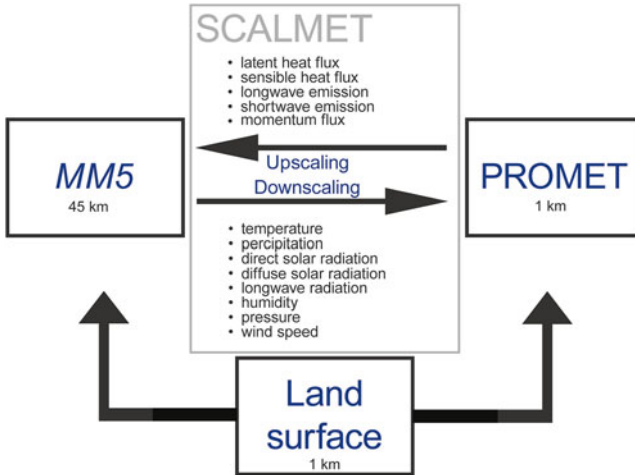 SCALMET
• latent heat flux
• sensible heat flux
• longwave emission
• shortwave emission
• momentum flux
MM5
45 km
Upscaling
Downscaling
PROMET
1 km
• temperature
• percipitation
• direct solar radiation
• diffuse solar radiation
• longwave radiation
• humidity
• pressure
• wind speed
Land
surface
1 km